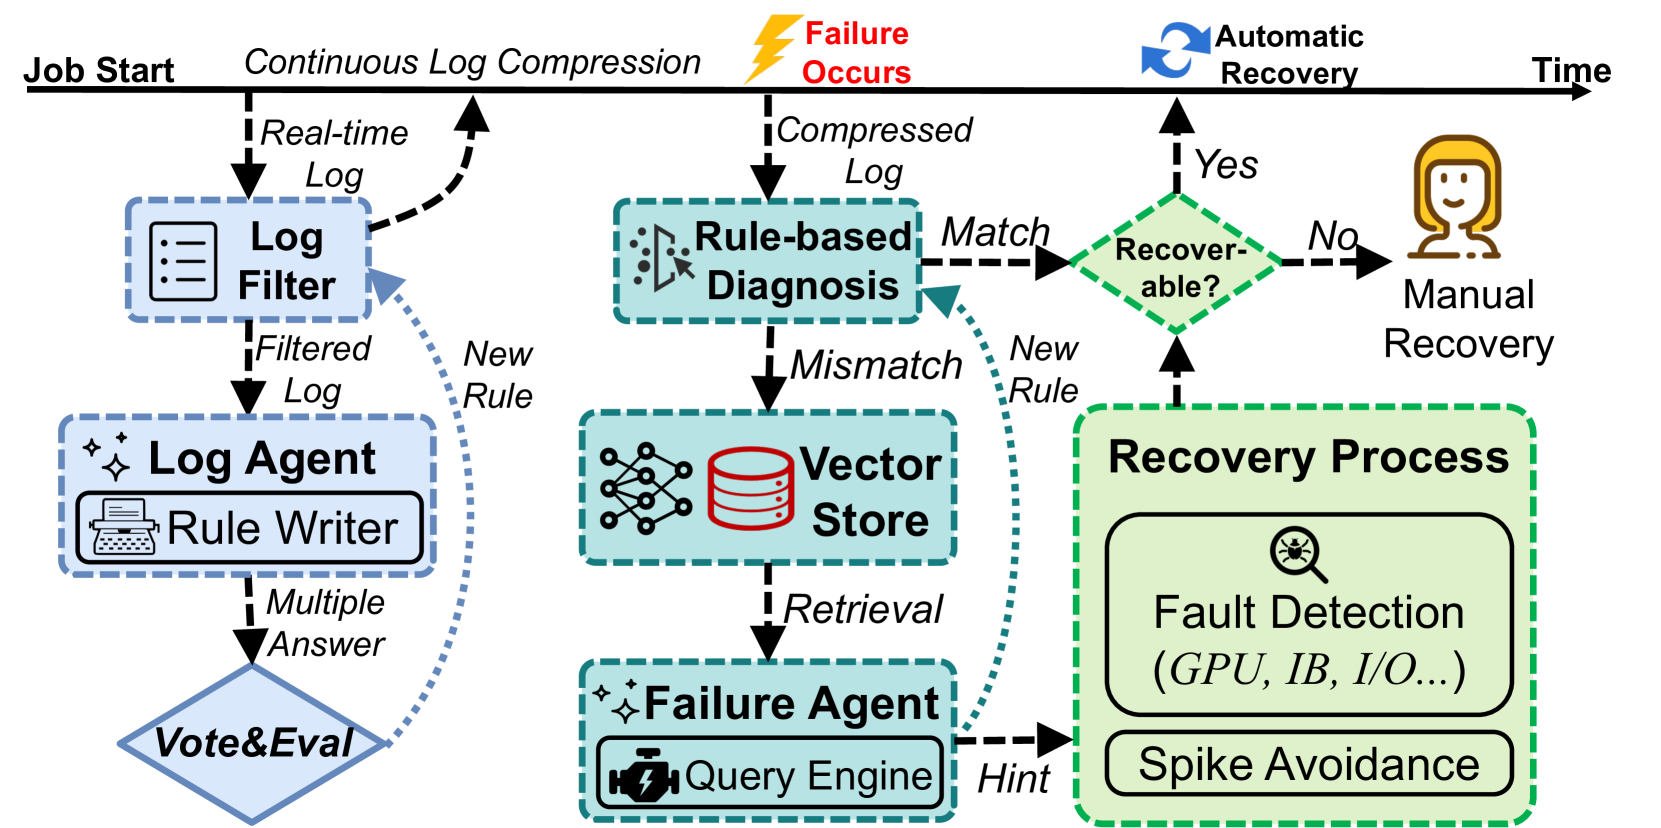 Job Start
Continuous Log Compression
Failure
Occurs
Automatic
Recovery
Time
Real-time
Log
Log
Filter
Filtered
Log
New
Rule
Log Agent
Rule Writer
Multiple
Answer
Vote&Eval
Compressed
Log
Rule-based
Diagnosis
Match
Mismatch
New
Rule
Vector
Store
Retrieval
Failure Agent
Query Engine
Hint
Yes
Recover-
able?
No
Manual
Recovery
Recovery Process
Fault Detection
(GPU, IB, I/O...)
Spike Avoidance